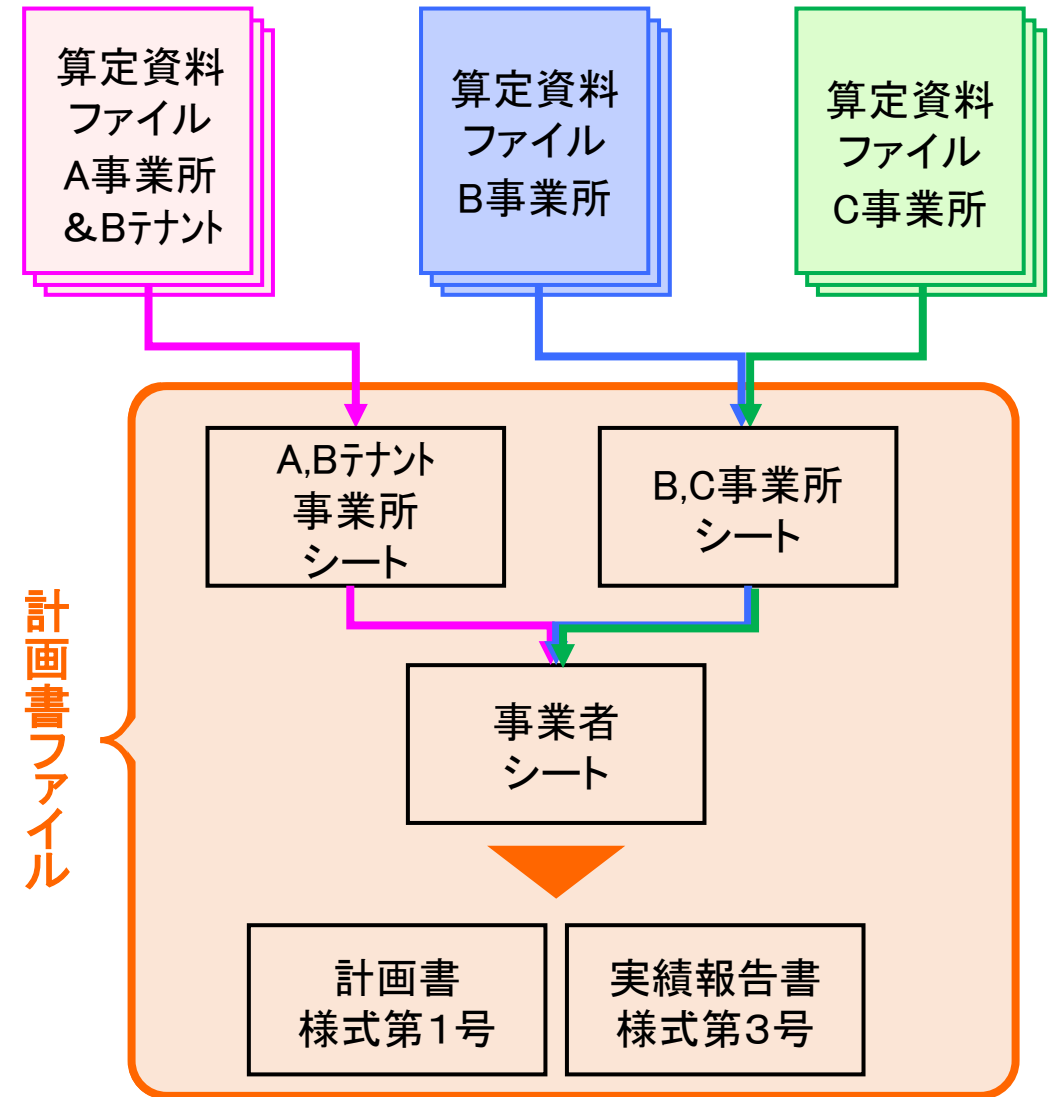 算定資料
ファイル
A事業所
＆Bテナント
算定資料
ファイル
B事業所
算定資料
ファイル
C事業所
A,Bテナント
事業所
シート
B,C事業所
シート
計画書ファイル
事業者
シート
計画書
様式第１号
実績報告書
様式第３号